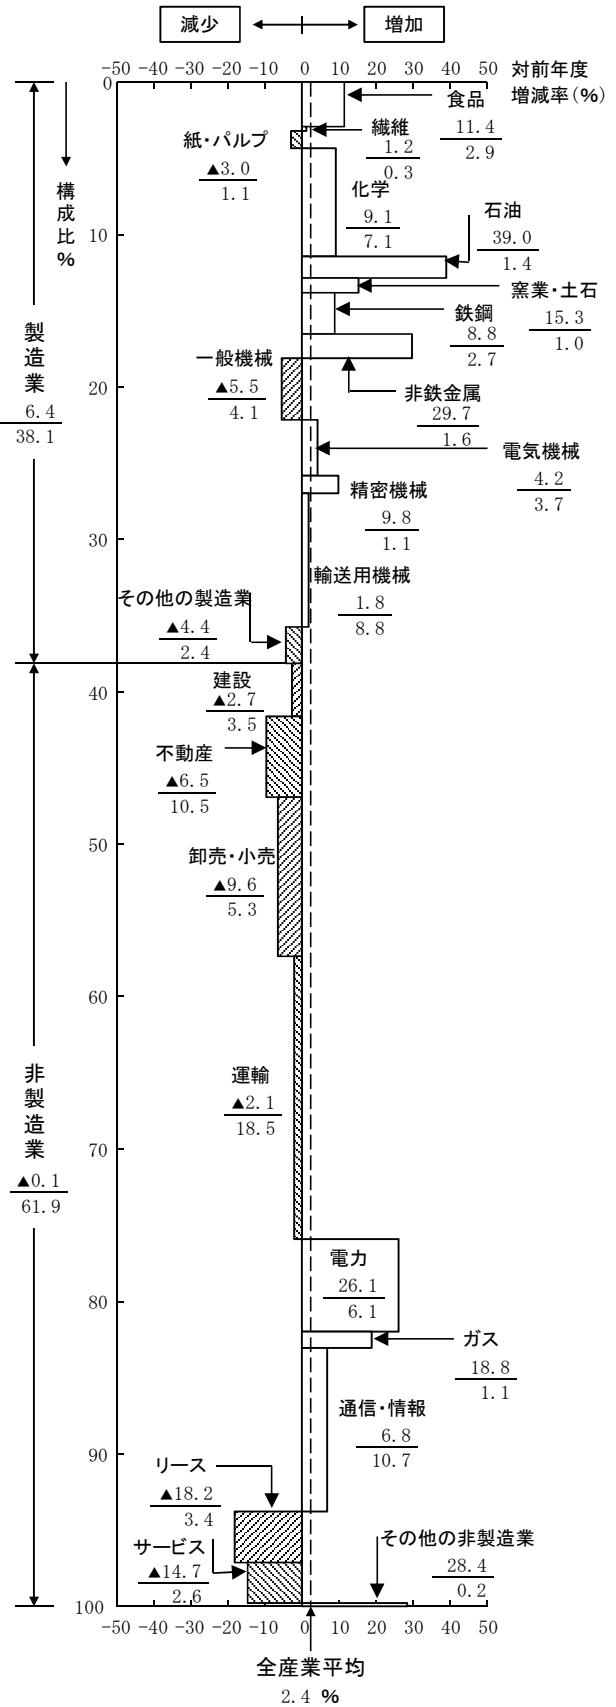 減少 増加
-50 -40 -30 -20 -10 0 10 20 30 40 50 対前年度
増減率(%)
0
食品
11.4
2.9
繊維
1.2
0.3
紙・パルプ
▲3.0
1.1
構成比%
化学
9.1
7.1
10
石油
39.0
1.4
窯業・土石
15.3
1.0
鉄鋼
8.8
2.7
製造業
6.4
38.1
一般機械
▲5.5
4.1
20
非鉄金属
29.7
1.6
電気機械
4.2
3.7
精密機械
9.8
1.1
30
輸送用機械
1.8
8.8
その他の製造業
▲4.4
2.4
40
建設
▲2.7
3.5
不動産
▲6.5
10.5
50
卸売・小売
▲9.6
5.3
60
運輸
▲2.1
18.5
非製造業
▲0.1
61.9
70
電力
26.1
6.1
80
ガス
18.8
1.1
通信・情報
6.8
10.7
90
リース
▲18.2
3.4
サービス
▲14.7
2.6
その他の非製造業
28.4
0.2
100
-50 -40 -30 -20 -10 0 10 20 30 40 50
全産業平均
2.4 %